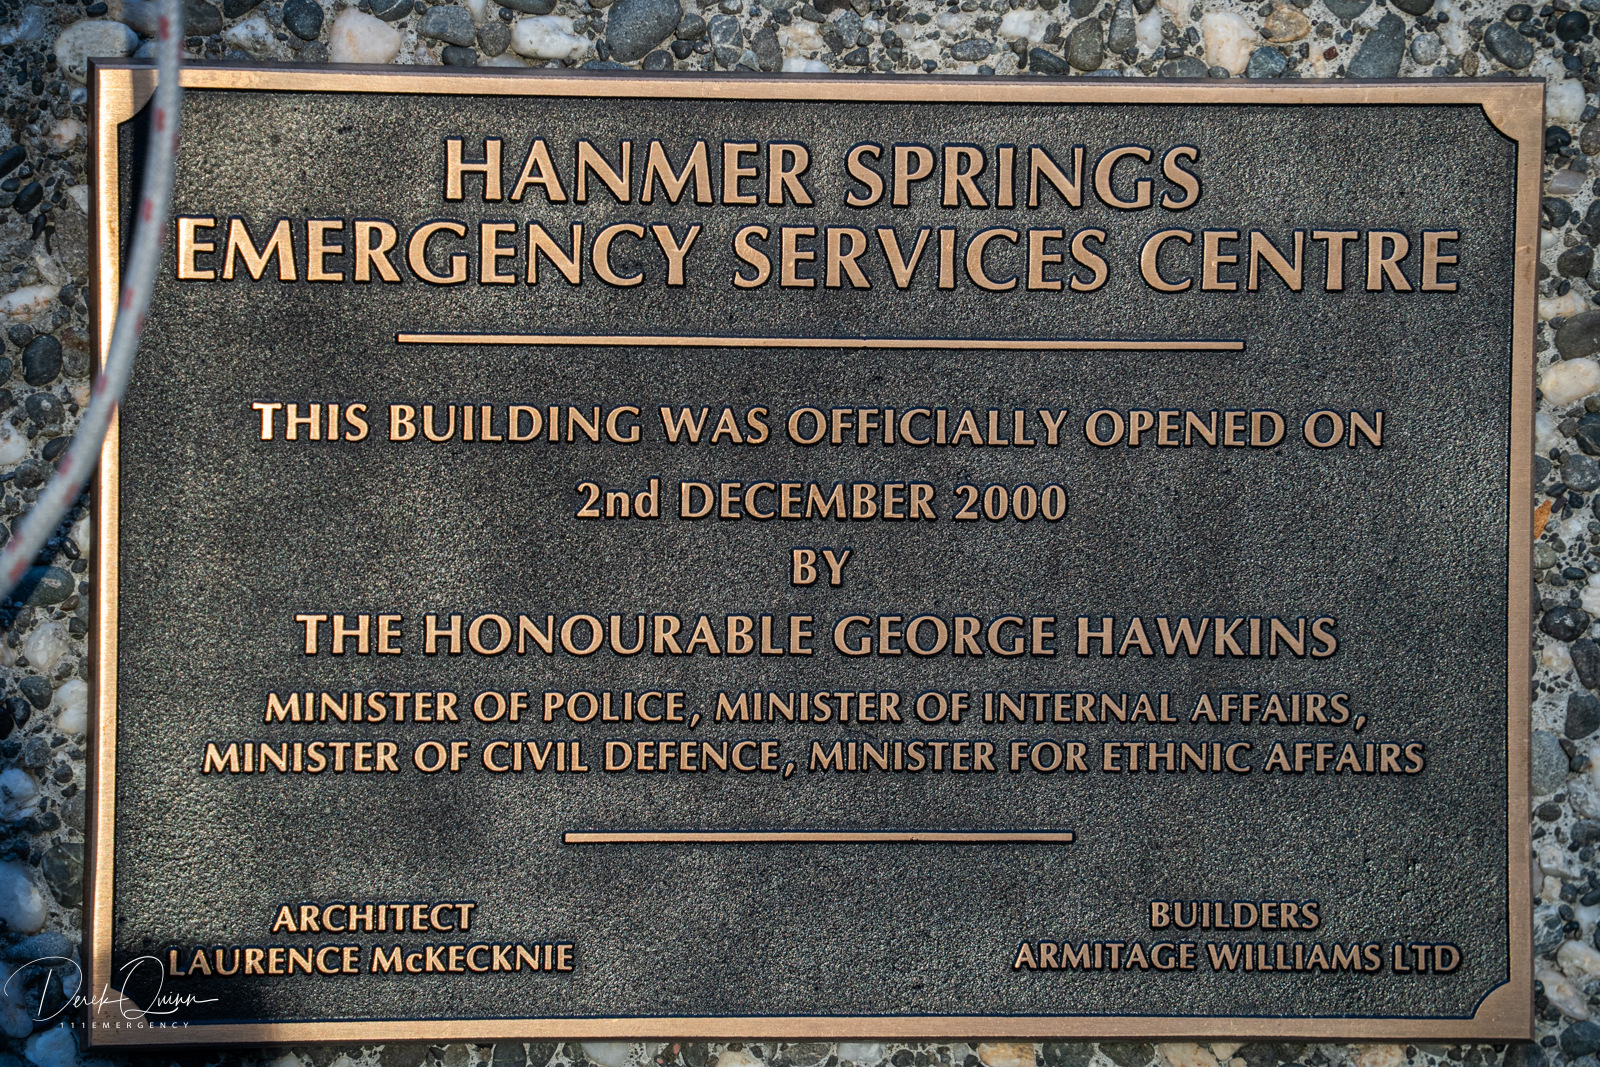 HANMER SPRINGS
EMERGENCY SERVICES CENTRE
THIS BUILDING WAS OFFICIALLY OPENED ON
2nd DECEMBER 2000
BY
THE HONOURABLE GEORGE HAWKINS
MINISTER OF POLICE, MINISTER OF INTERNAL AFFAIRS,
MINISTER OF CIVIL DEFENCE, MINISTER FOR ETHNIC AFFAIRS
ARCHITECT
LAURENCE McKECKNIE
BUILDERS
ARMITAGE WILLIAMS LTD
Derek Quinn
111EMERGENCY